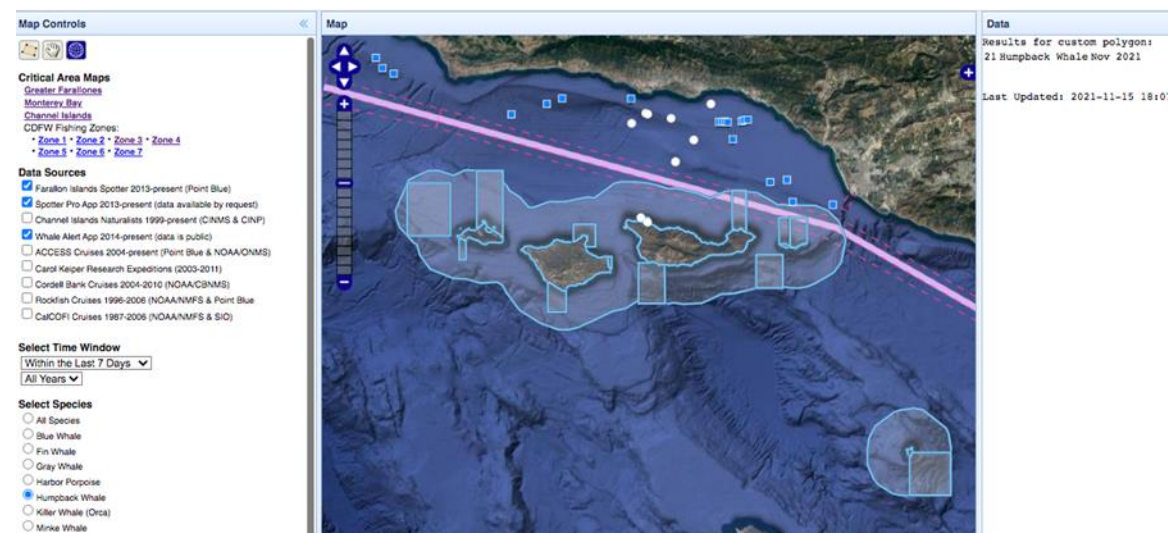 Map Controls
Critical Area Maps
Greater Farallones
Monterey Bay
Channel Islands
CDFW Fishing Zones:
• Zone 1 • Zone 2 • Zone 3 • Zone 4
• Zone 5 • Zone 6 • Zone 7
Data Sources
Farallon Islands Spotter 2013-present (Point Blue)
Spotter Pro App 2013-present (data available by request)
Channel Islands Naturalists 1999-present (CINMS & CINP)
Whale Alert App 2014-present (data is public)
ACCESS Cruises 2004-present (Point Blue & NOAA/ONMS)
Carol Keiper Research Expeditions (2003-2011)
Cordell Bank Cruises 2004-2010 (NOAA/CBNMS)
Rockfish Cruises 1996-2006 (NOAA/NMFS & Point Blue
CalCOFI Cruises 1987-2006 (NOAA/NMFS & SIO)
Select Time Window
Within the Last 7 Days
All Years
Select Species
All Species
Blue Whale
Fin Whale
Gray Whale
Harbor Porpoise
Humpback Whale
Killer Whale (Orca)
Minke Whale
Map
Data
Results for custom polygon:
21 Humpback Whale Nov 2021
Last Updated: 2021-11-15 18:07